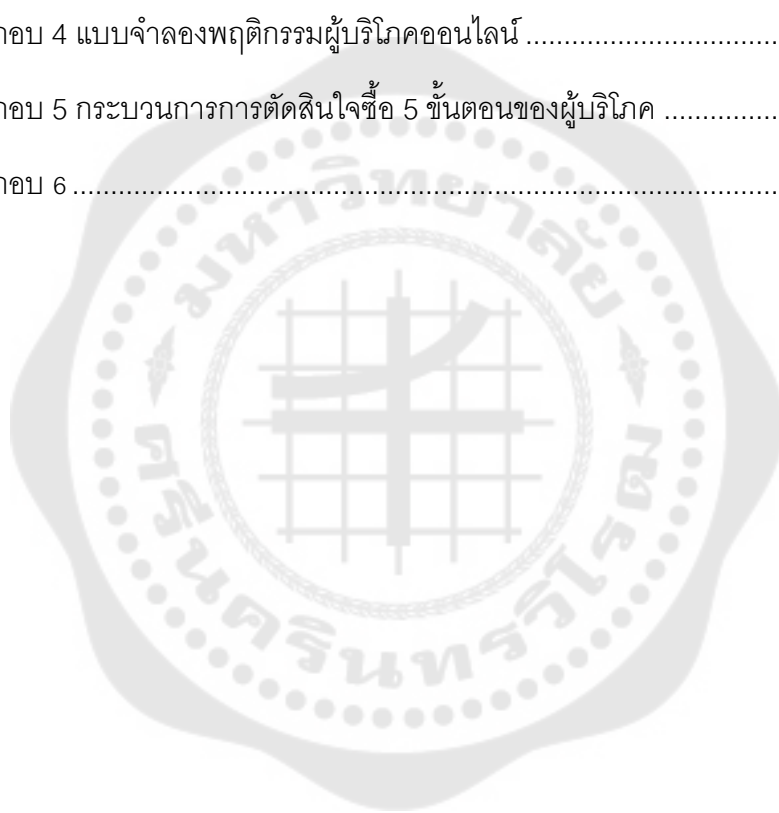 าอบ 4 แบบจำลองพฤติกรรมผู้บริโภคออนไลน์ ..............................
าอบ 5 กระบวนการการตัดสินใจซื้อ 5 ขั้นตอนของผู้บริโภค ...............
าอบ 6 ............................................................................................
มหาวิทยาลัย
ศรีนครินทรวิโรฒ